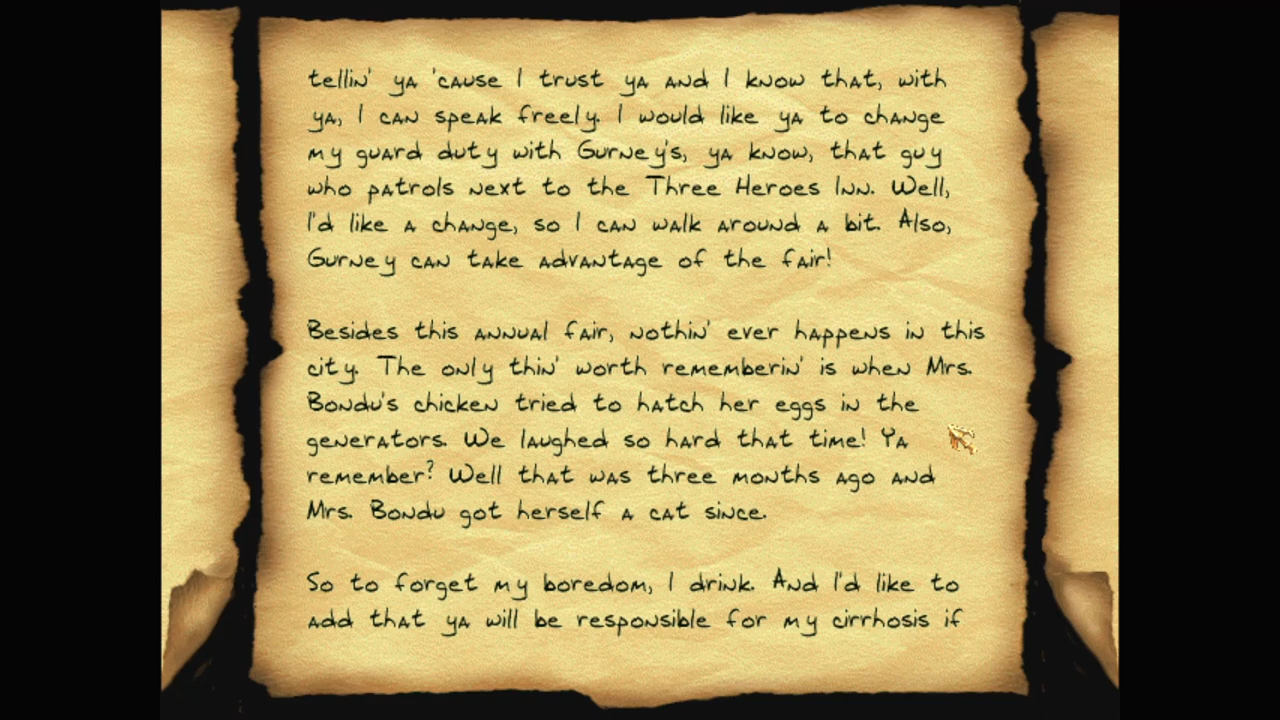 tellin' ya 'cause I trust ya and I know that, with
ya, I can speak freely. I would like ya to change
my guard duty with Gurney's, ya know, that guy
who patrols next to the Three Heroes Inn. Well,
I'd like a change, so I can walk around a bit. Also,
Gurney can take advantage of the fair!
Besides this annual fair, nothin' ever happens in this
city. The only thin' worth rememberin' is when Mrs.
Bondu's chicken tried to hatch her eggs in the
generators. We laughed so hard that time! Ya
remember? Well that was three months ago and
Mrs. Bondu got herself a cat since.
So to forget my boredom, I drink. And I'd like to
add that ya will be responsible for my cirrhosis if